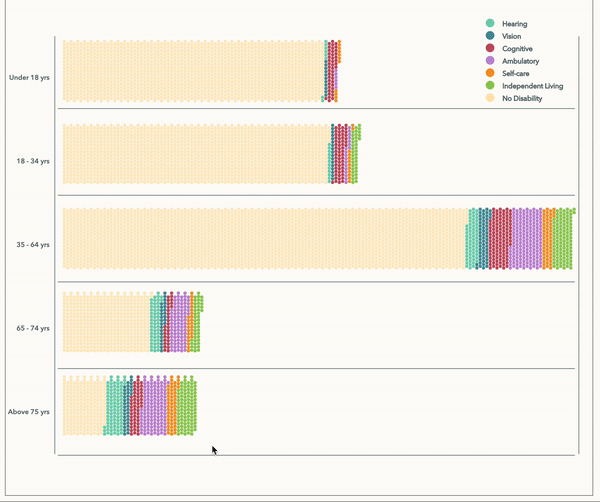 Hearing
Vision
Cognitive
Ambulatory
Self-care
Independent Living
No Disability
Under 18 yrs
18 - 34 yrs
35 - 64 yrs
65 - 74 yrs
Above 75 yrs